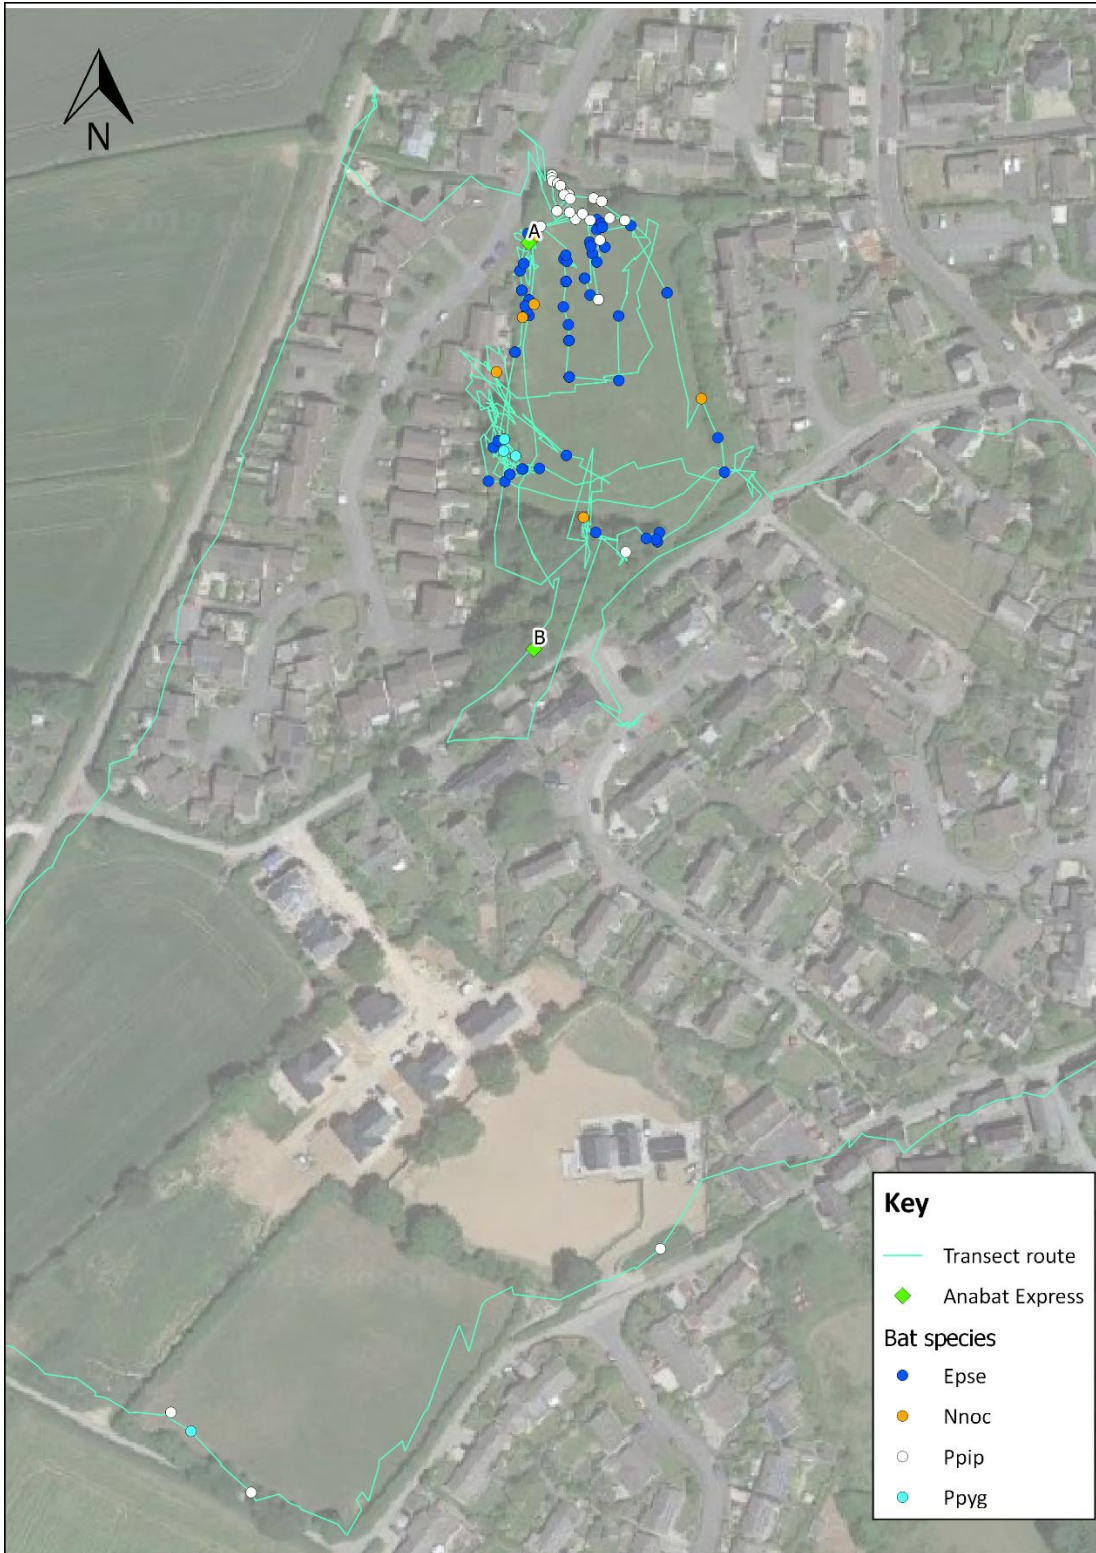 N
A
B
Key
Transect route
Anabat Express
Bat species
Epse
Nnoc
Ppip
Ppyg